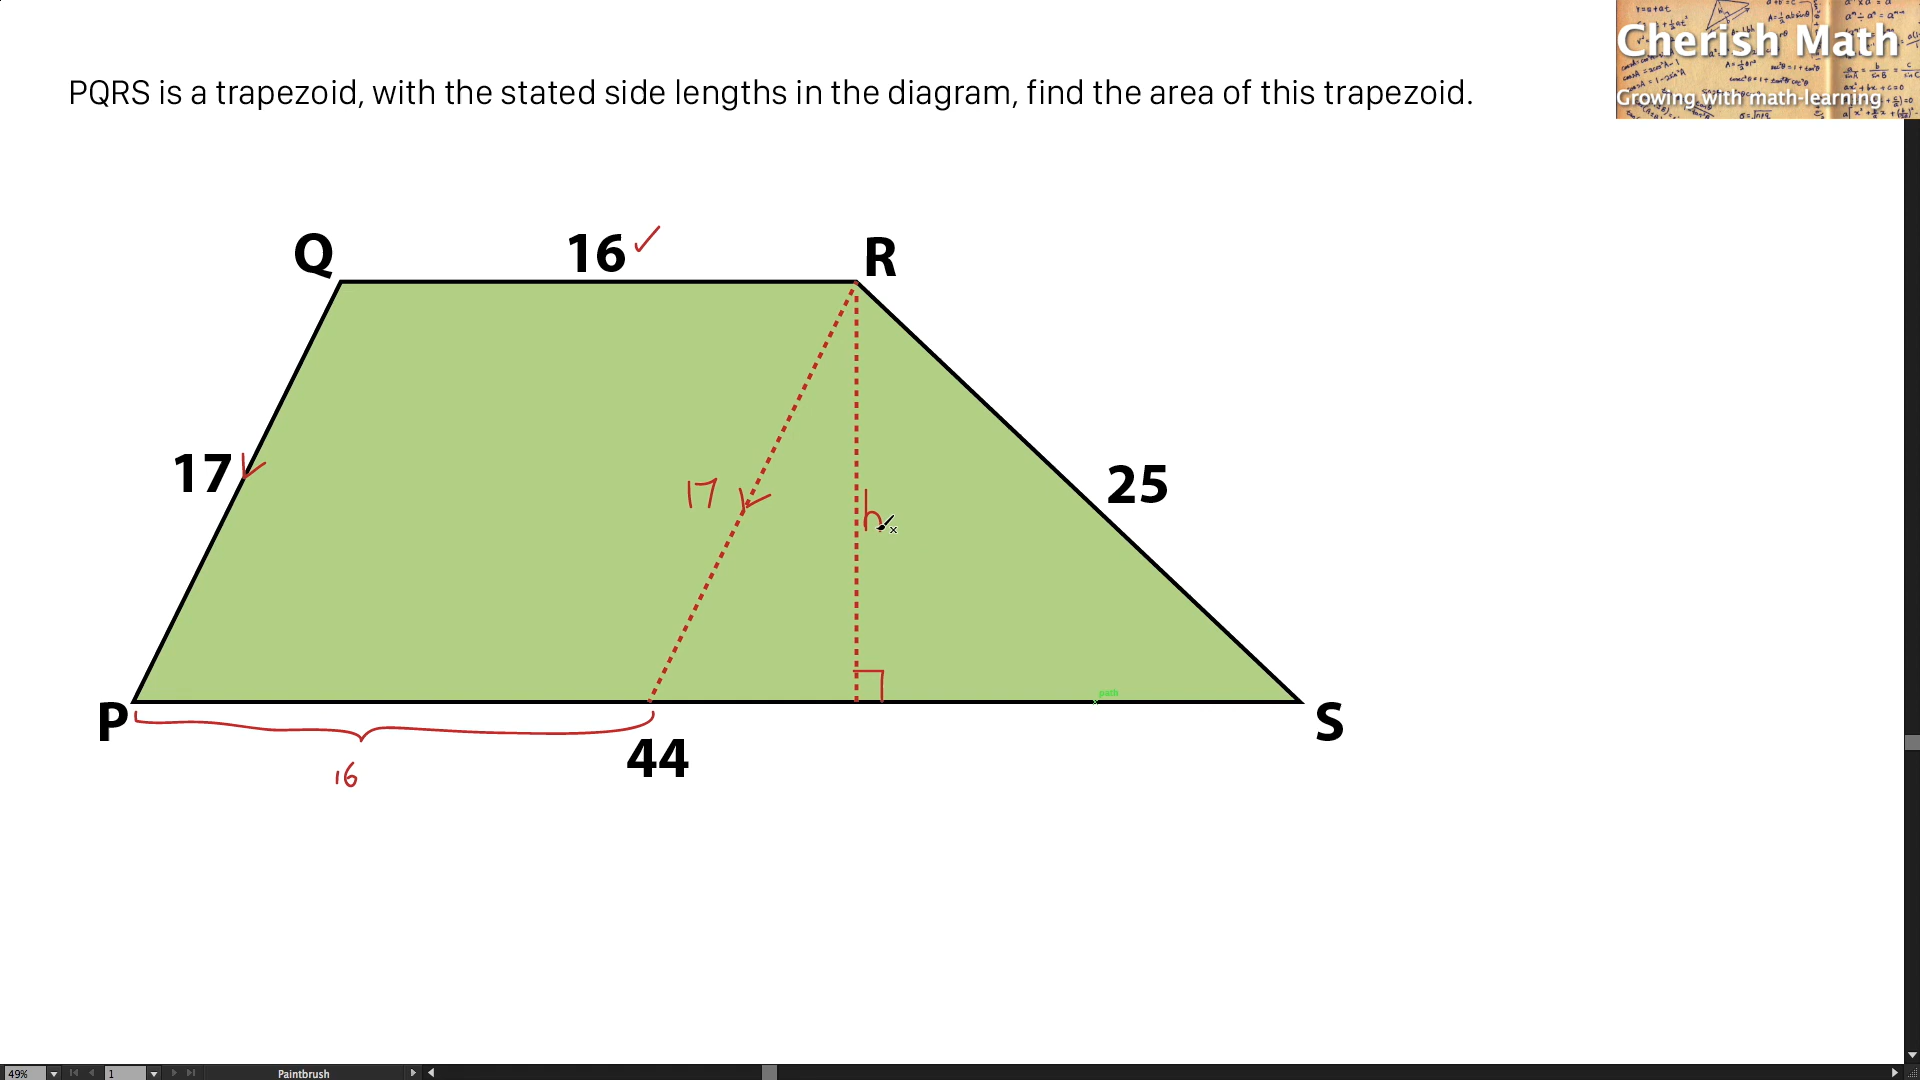 Cherish Math
Growing with math-learning
PQRS is a trapezoid, with the stated side lengths in the diagram, find the area of this trapezoid.
Q
16
R
17
17
h
25
path
P
S
44
16
49%
1
Paintbrush